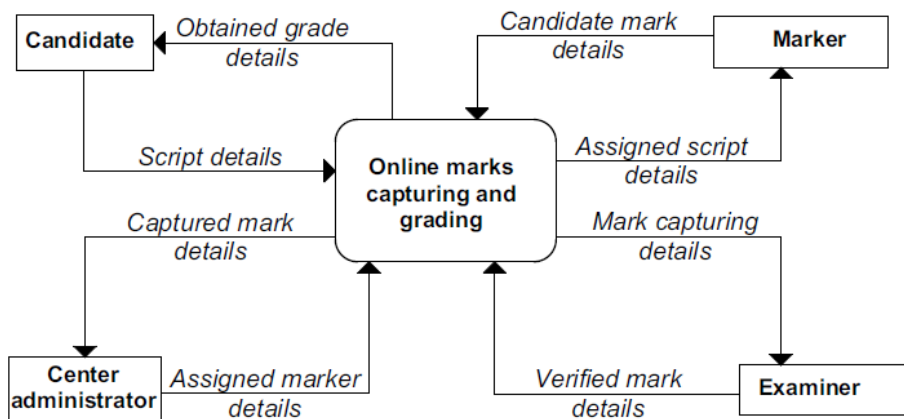 Candidate
Obtained grade
details
Candidate mark
details
Marker
Script details
Online marks
capturing and
grading
Assigned script
details
Captured mark
details
Mark capturing
details
Center
administrator
Assigned marker
details
Verified mark
details
Examiner